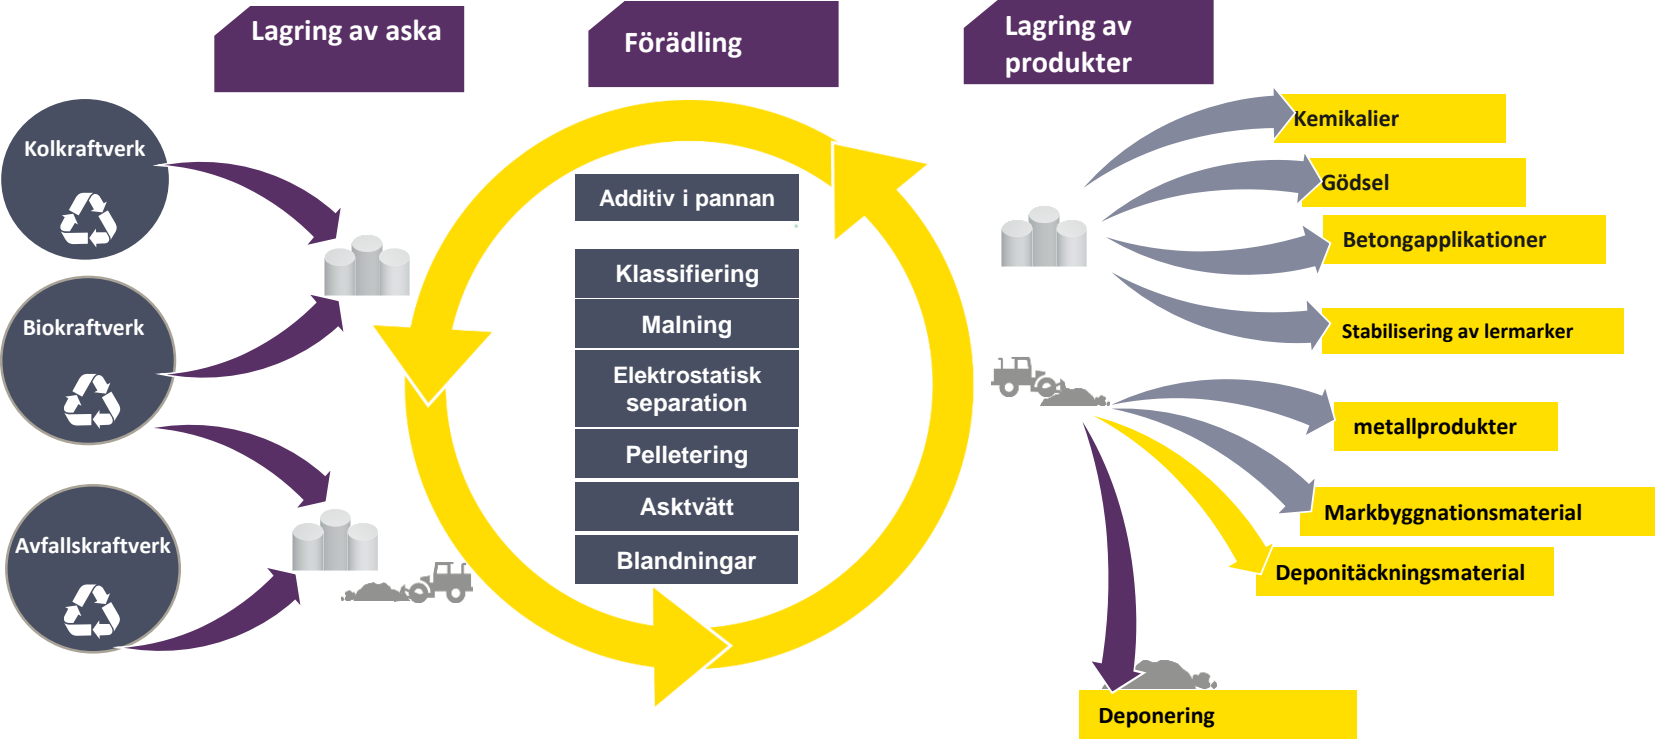 Lagring av aska
Förädling
Lagring av
produkter
Kolkraftverk
Biokraftverk
Avfallskraftverk
Additiv i pannan
Klassifiering
Malning
Elektrostatisk
separation
Pelletering
Asktvätt
Blandningar
Kemikalier
Gödsel
Betongapplikationer
Stabilisering av lermarker
metallprodukter
Markbyggnationsmaterial
Deponitäckningsmaterial
Deponering